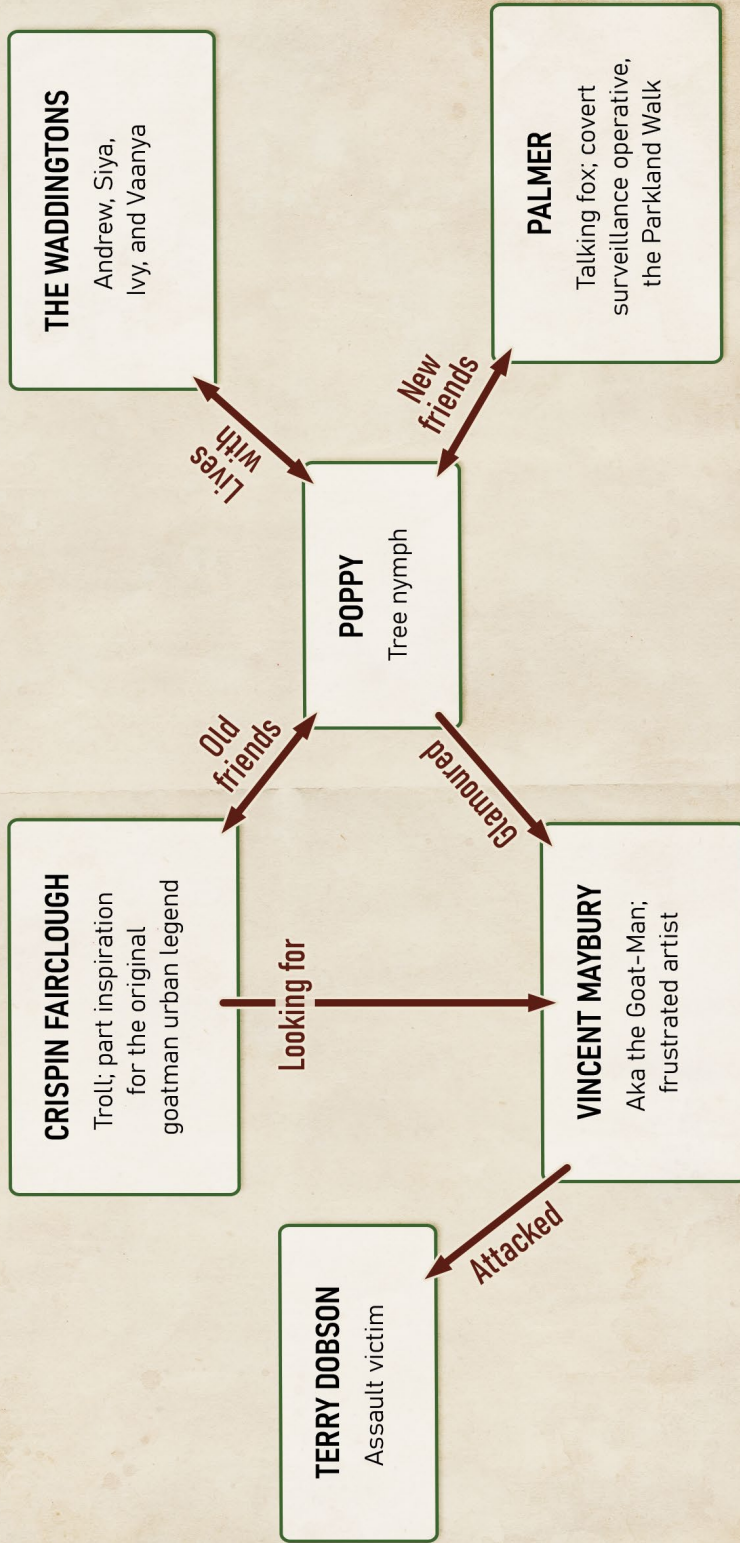 TERRY DOBSON
Assault victim
CRISPIN FAIRCLOUGH
Troll; part inspiration
for the original
goatman urban legend
THE WADDINGTONS
Andrew, Siya,
Ivy, and Vaanya
Old
friends
Lives
with
Looking for
POPPY
Tree nymph
Attacked
Glamoured
New
friends
VINCENT MAYBURY
Aka the Goat-Man;
frustrated artist
PALMER
Talking fox; covert
surveillance operative,
the Parkland Walk